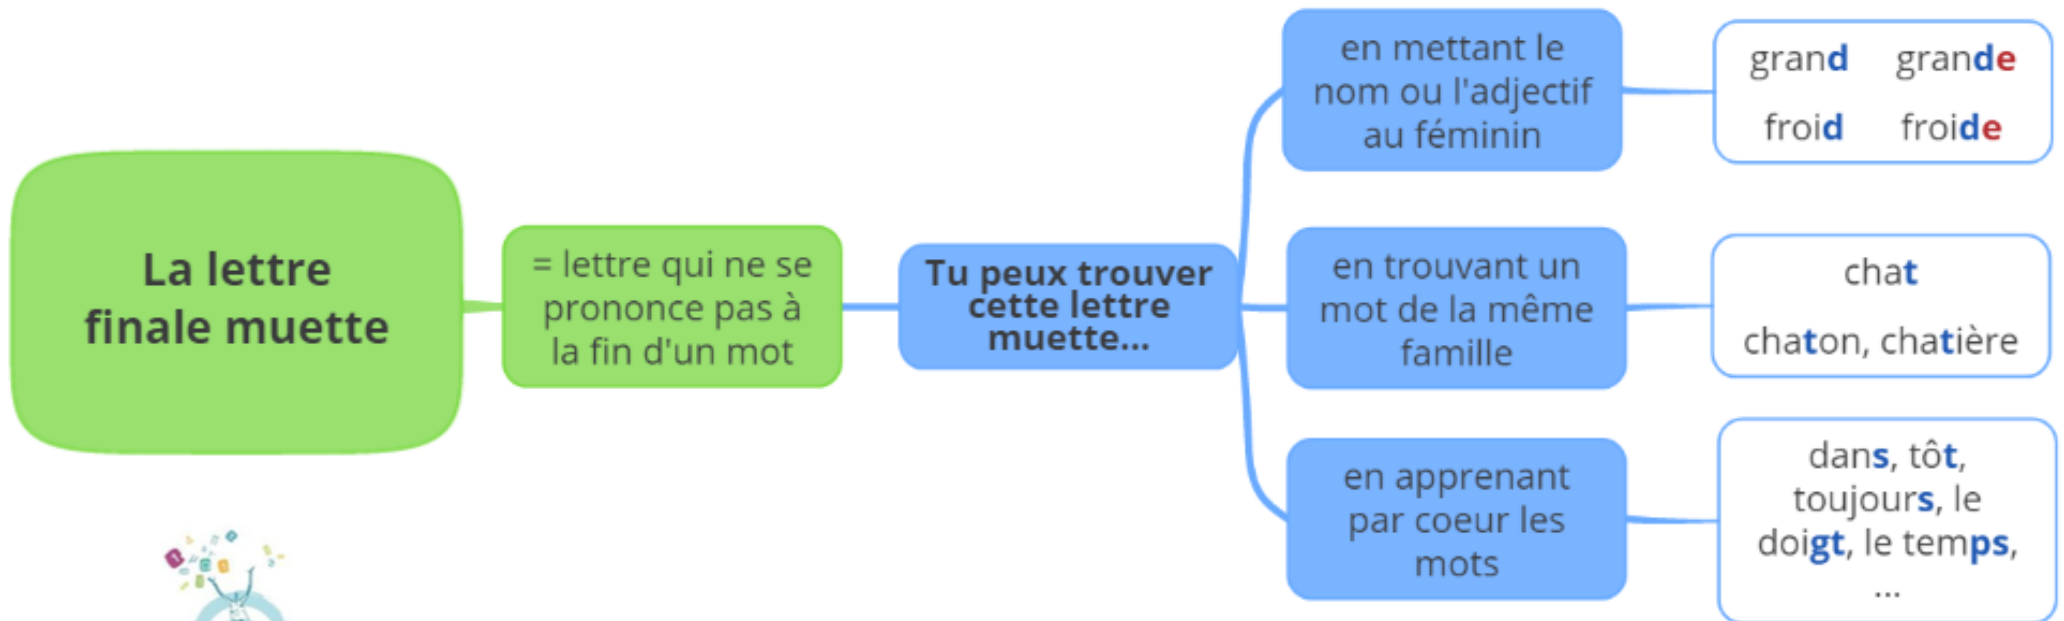 La lettre
finale muette
= lettre qui ne se
prononce pas à
la fin d'un mot
Tu peux trouver
cette lettre
muette...
en mettant le
nom ou l'adjectif
au féminin
grand grande
froid froide
en trouvant un
mot de la même
famille
chat
chaton, chatière
en apprenant
par coeur les
mots
dans, tôt,
toujours, le
doigt, le temps,
...